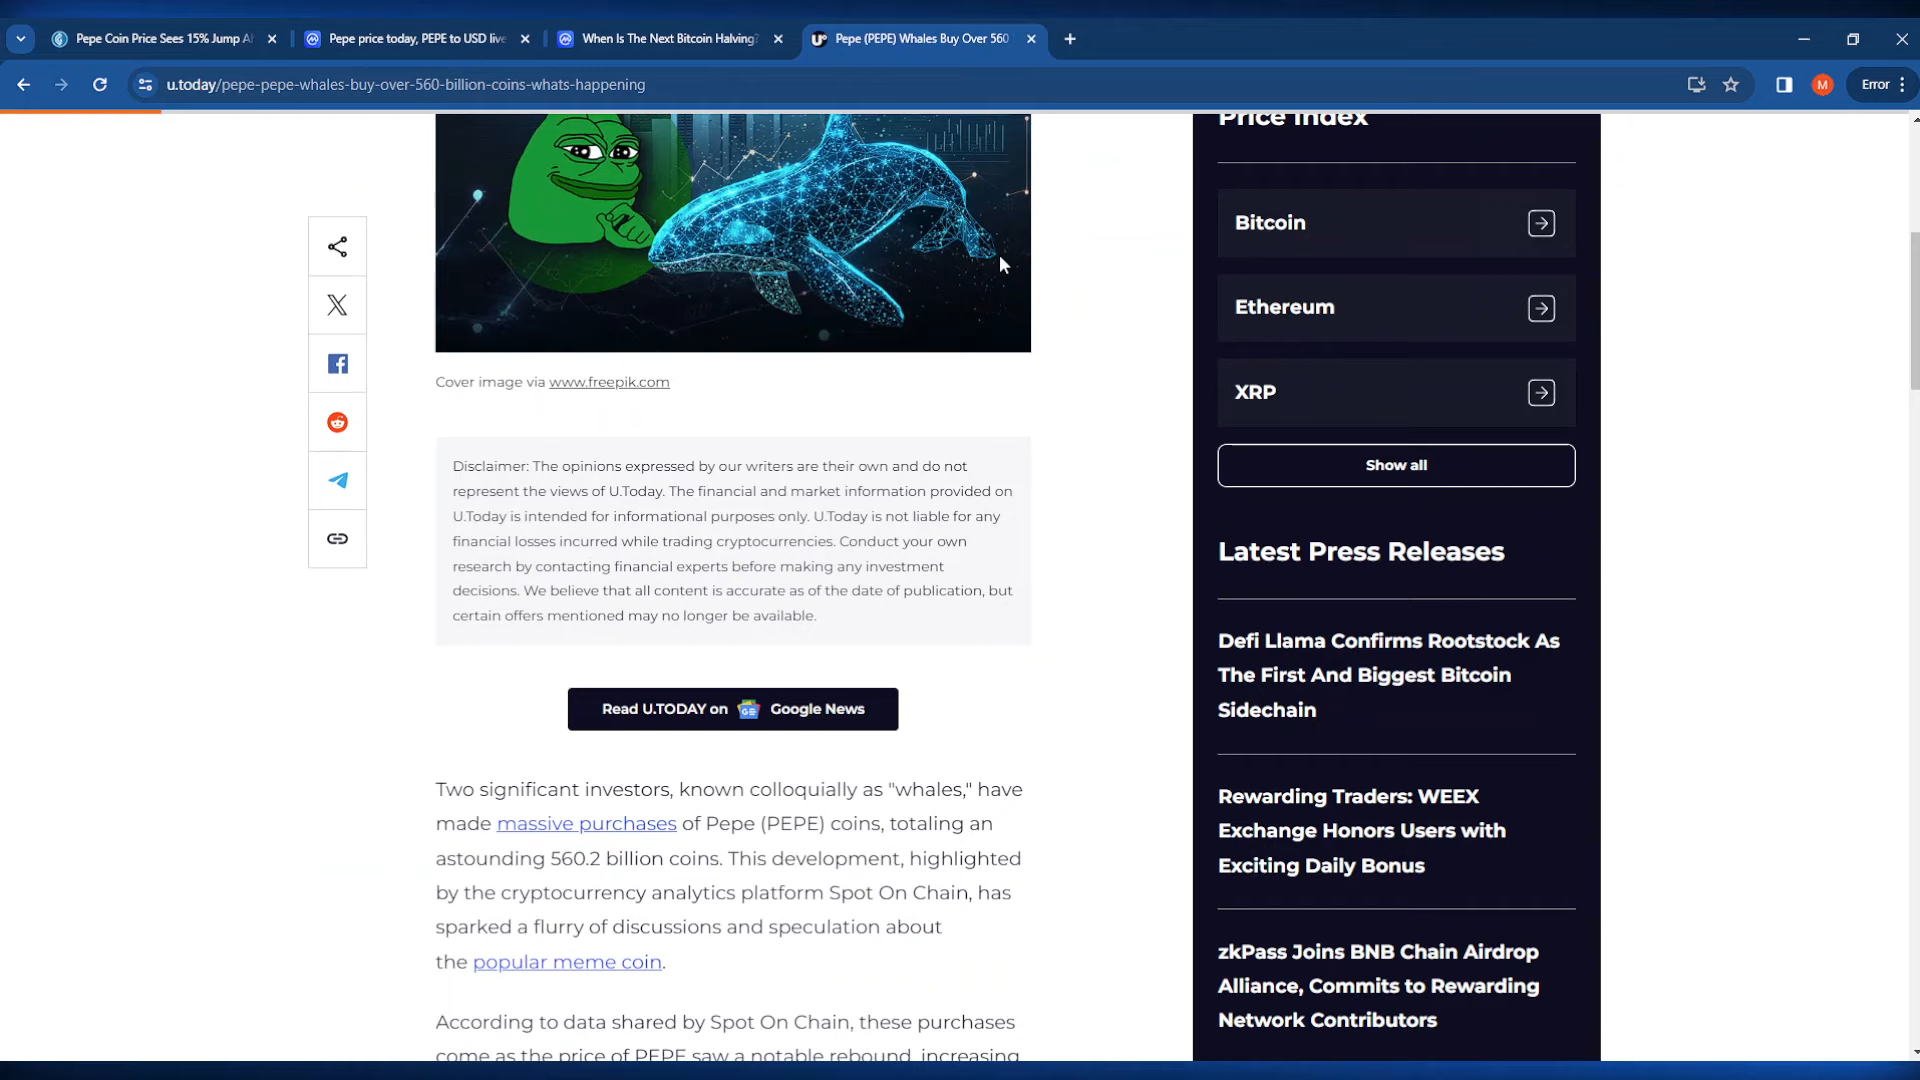 Pepe Coin Price Sees 15% Jump A
Pepe price today, PEPE to USD live
When Is The Next Bitcoin Halving?
Pepe (PEPE) Whales Buy Over 560
u.today/pepe-pepe-whales-buy-over-560-billion-coins-whats-happening
M
Error
Cover image via www.freepik.com
Disclaimer: The opinions expressed by our writers are their own and do not
represent the views of U.Today. The financial and market information provided on
U.Today is intended for informational purposes only. U.Today is not liable for any
financial losses incurred while trading cryptocurrencies. Conduct your own
research by contacting financial experts before making any investment
decisions. We believe that all content is accurate as of the date of publication, but
certain offers mentioned may no longer be available.
Read U.TODAY on Google News
Two significant investors, known colloquially as "whales," have
made massive purchases of Pepe (PEPE) coins, totaling an
astounding 560.2 billion coins. This development, highlighted
by the cryptocurrency analytics platform Spot On Chain, has
sparked a flurry of discussions and speculation about
the popular meme coin.
According to data shared by Spot On Chain, these purchases
come as the price of PEPE saw a notable rebound, increasing
Price Index
Bitcoin
Ethereum
XRP
Show all
Latest Press Releases
Defi Llama Confirms Rootstock As
The First And Biggest Bitcoin
Sidechain
Rewarding Traders: WEEX
Exchange Honors Users with
Exciting Daily Bonus
zkPass Joins BNB Chain Airdrop
Alliance, Commits to Rewarding
Network Contributors